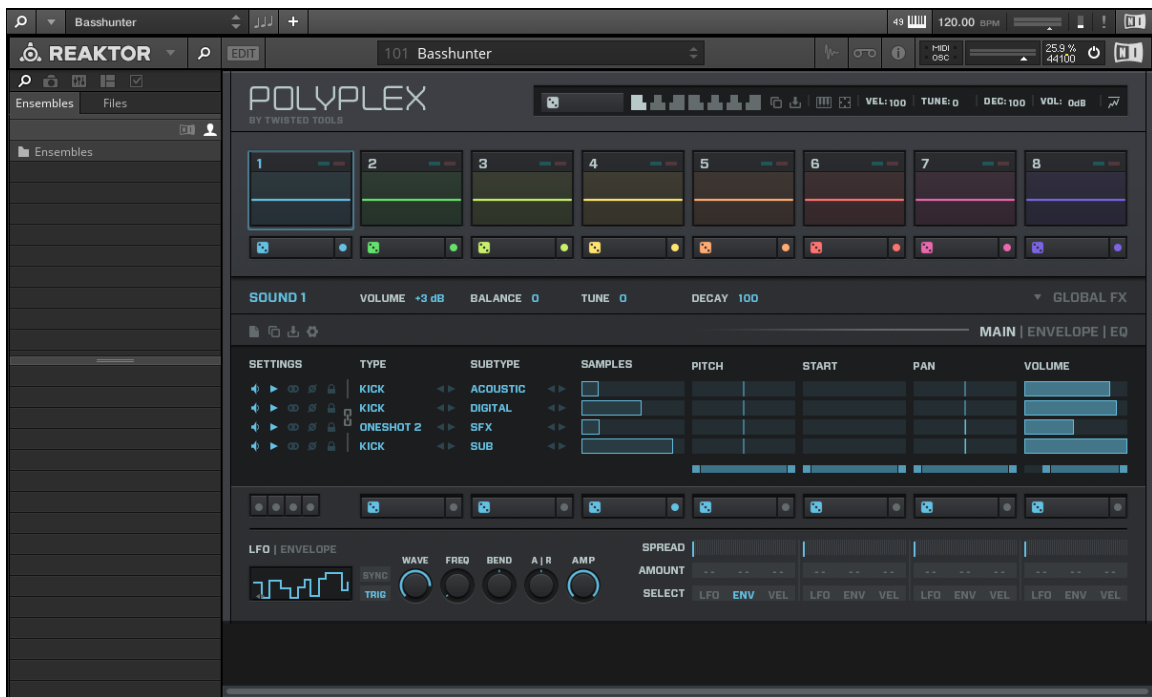 Basshunter 49 120.00 BPM
REAKTOR EDIT 101 Basshunter MIDI OSC 25.9 % 44100
Ensembles Files
Ensembles
POLYPLEX
BY TWISTED TOOLS
VEL: 100 TUNE: 0 DEC: 100 VOL: 0dB
1 2 3 4 5 6 7 8
SOUND 1 VOLUME +3 dB BALANCE 0 TUNE 0 DECAY 100 GLOBAL FX
MAIN | ENVELOPE | EQ
SETTINGS TYPE SUBTYPE SAMPLES PITCH START PAN VOLUME
KICK ACOUSTIC
KICK DIGITAL
ONESHOT 2 SFX
KICK SUB
LFO | ENVELOPE
WAVE FREQ BEND A | R AMP
SYNC
TRIG
SPREAD
AMOUNT -- -- -- -- -- -- -- -- -- -- -- --
SELECT LFO ENV VEL LFO ENV VEL LFO ENV VEL LFO ENV VEL